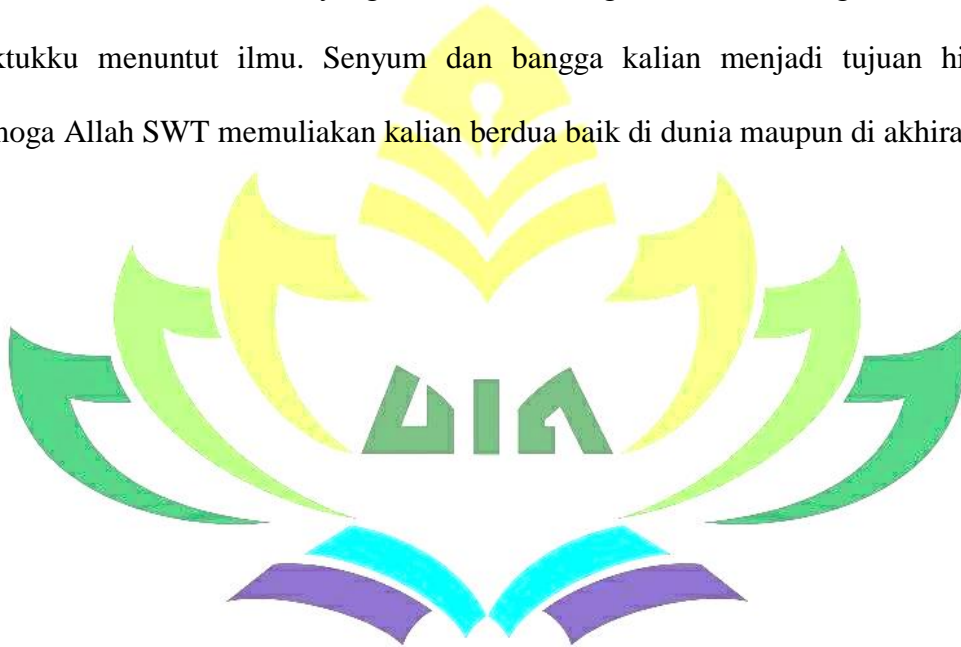 ktukku menuntut ilmu. Senyum dan bangga kalian menjadi tujuan hi
noga Allah SWT memuliakan kalian berdua baik di dunia maupun di akhira
UIN